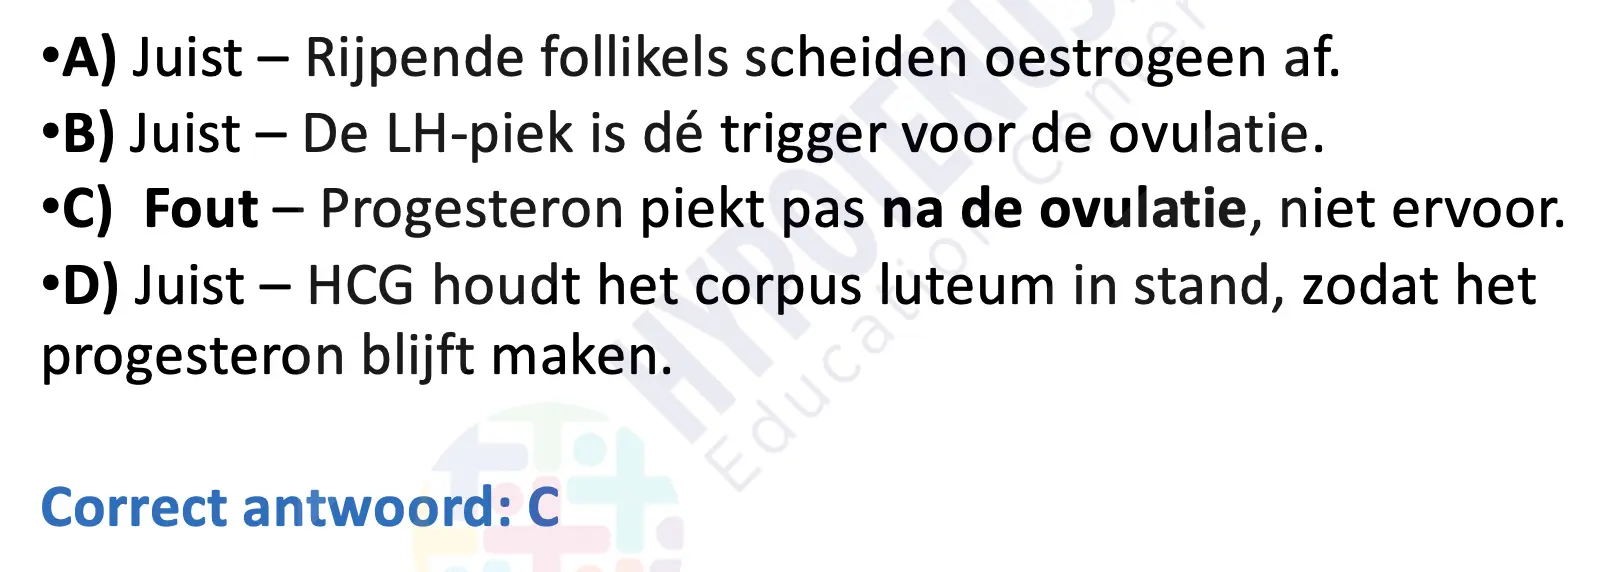 •A) Juist – Rijpende follikels scheiden oestrogeen af.
•B) Juist – De LH-piek is dé trigger voor de ovulatie.
•C) Fout – Progesteron piekt pas na de ovulatie, niet ervoor.
•D) Juist – HCG houdt het corpus luteum in stand, zodat het
progesteron blijft maken.
Correct antwoord: C
Education Center